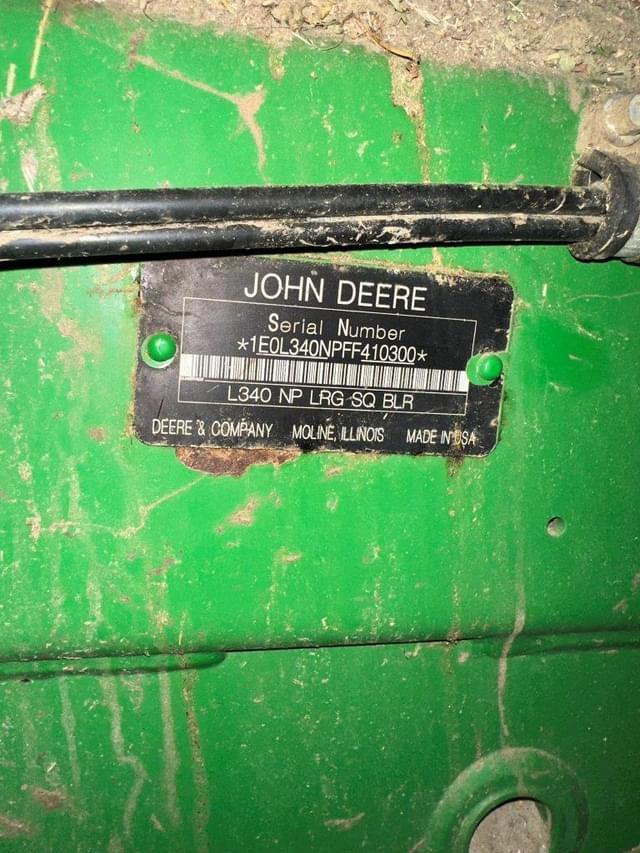 JOHN DEERE
Serial Number
*1E0L340NPFF410300*
L340 NP LRG SQ BLR
DEERE & COMPANY MOLINE, ILLINOIS MADE IN USA